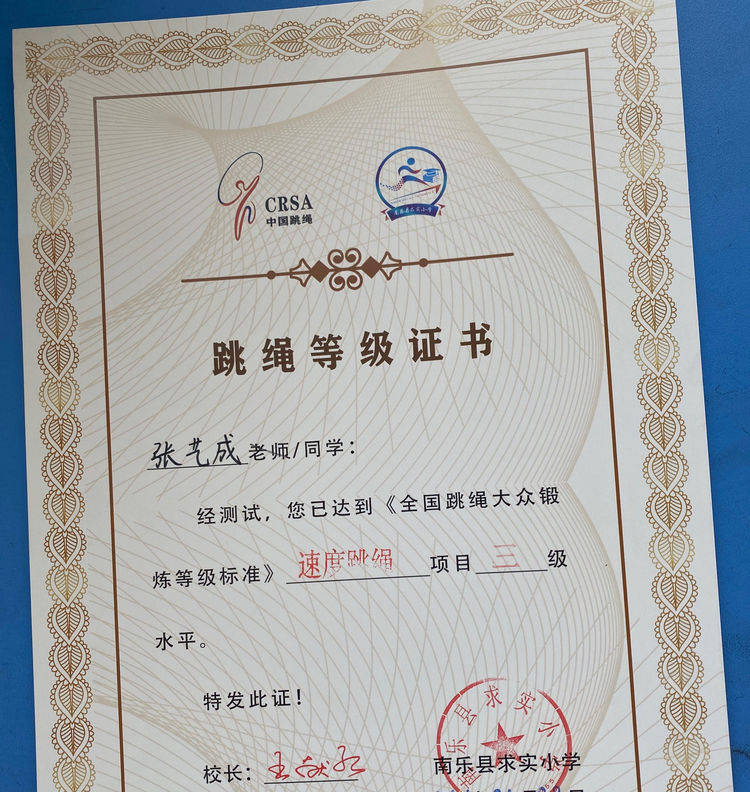 CRSA
中国跳绳
跳绳等级证书
张艺成老师/同学：
经测试，您已达到《全国跳绳大众锻
炼等级标准》速度跳绳项目三级
水平。
特发此证！
校长：王献
南乐县求实小学